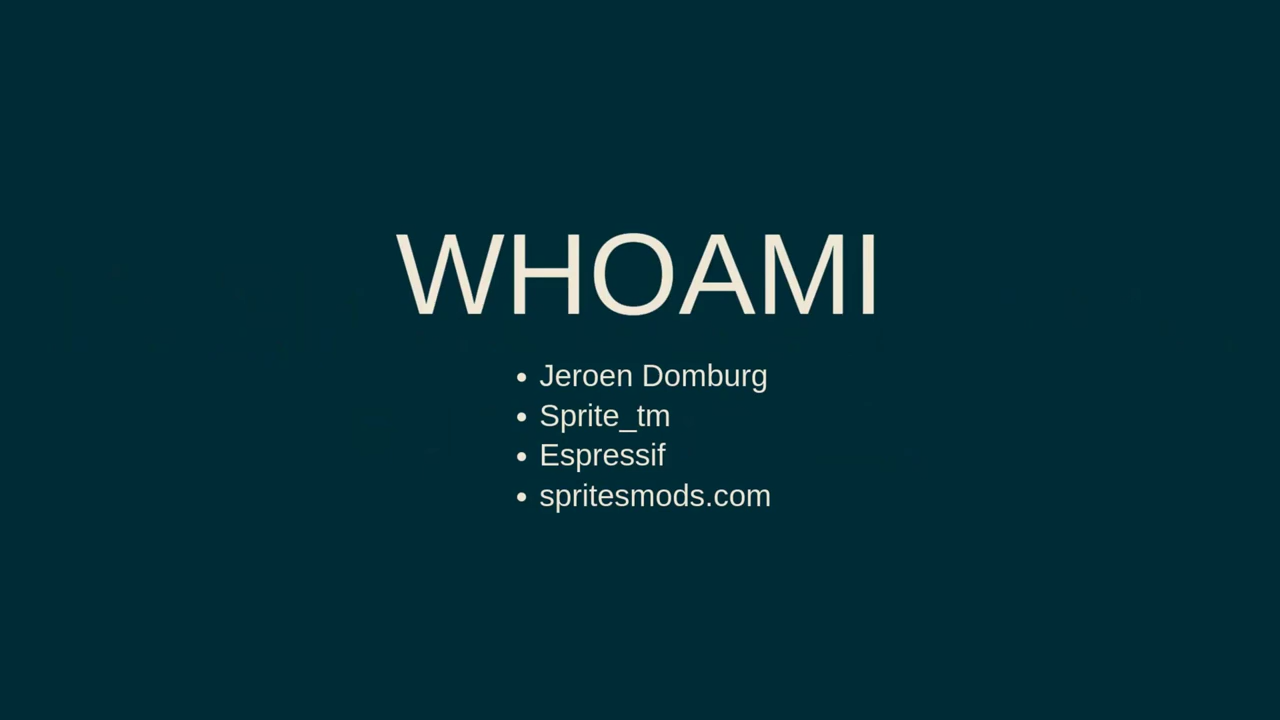 WHOAMI
• Jeroen Domburg
• Sprite_tm
• Espressif
• spritesmods.com